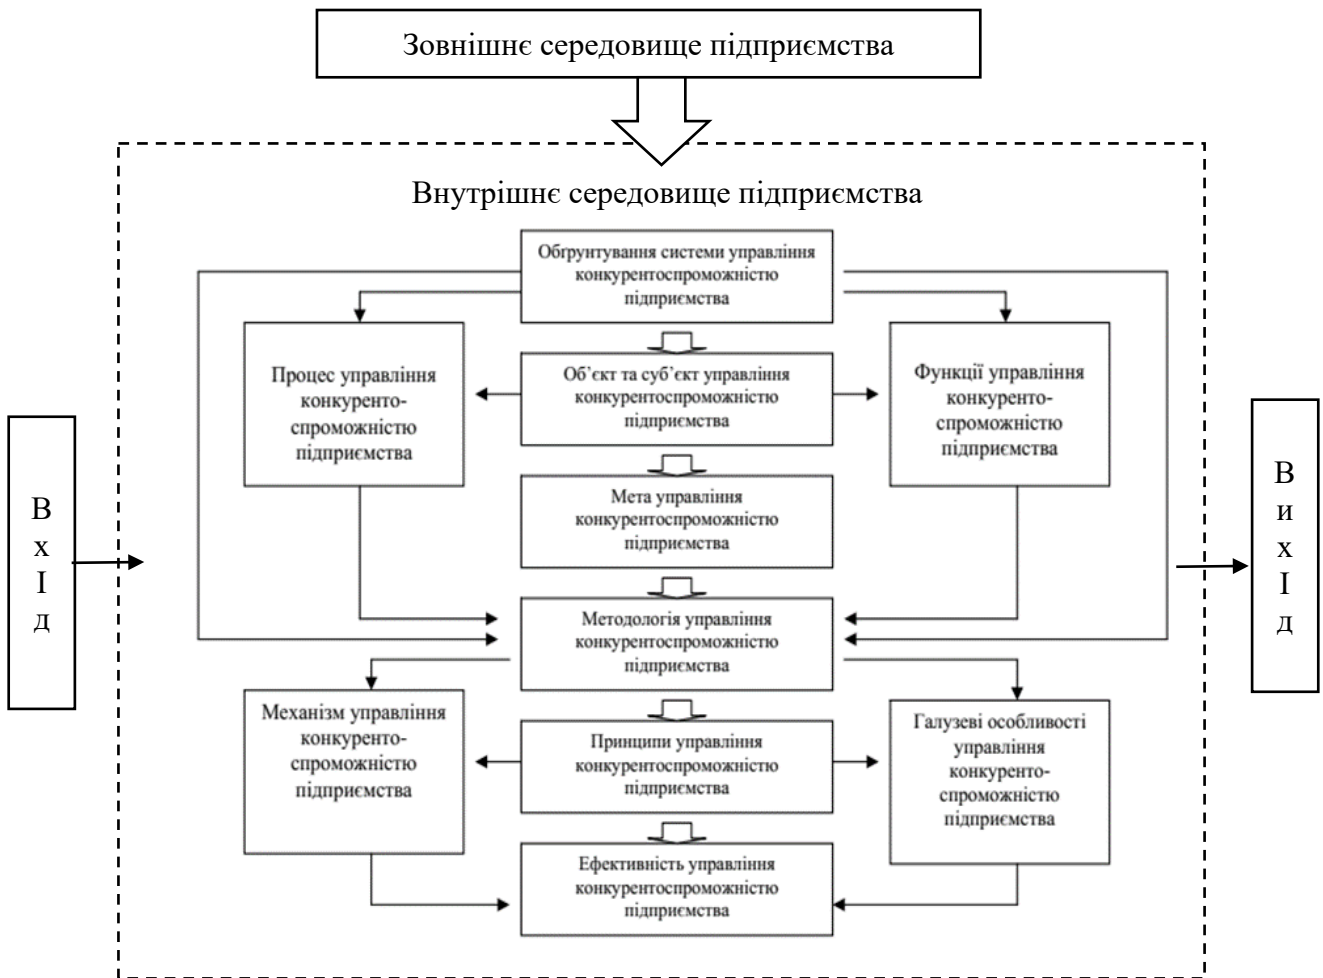 Зовнішнє середовище підприємства
Внутрішнє середовище підприємства
Обґрунтування системи управління
конкурентоспроможністю
підприємства
Процес управління
конкуренто-
спроможністю
підприємства
Об’єкт та суб’єкт управління
конкурентоспроможністю
підприємства
Функції управління
конкуренто-
спроможністю
підприємства
Мета управління
конкурентоспроможністю
підприємства
В
х
І
д
В
и
х
І
д
Методологія управління
конкурентоспроможністю
підприємства
Механізм управління
конкуренто-
спроможністю
підприємства
Принципи управління
конкурентоспроможністю
підприємства
Галузеві особливості
управління
конкуренто-
спроможністю
підприємства
Ефективність управління
конкурентоспроможністю
підприємства